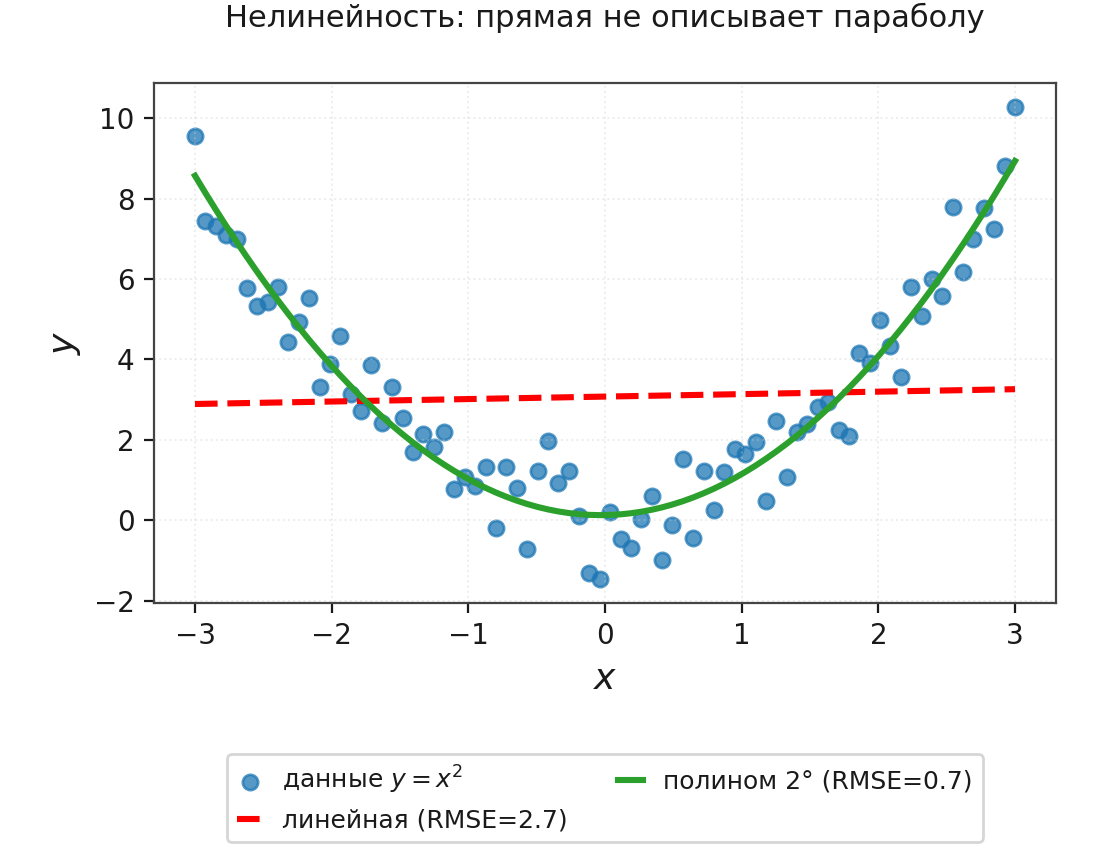 Нелинейность: прямая не описывает параболу
10
8
6
4
2
0
−2
y
−3 −2 −1 0 1 2 3
x
данные y = x²
линейная (RMSE=2.7)
полином 2° (RMSE=0.7)